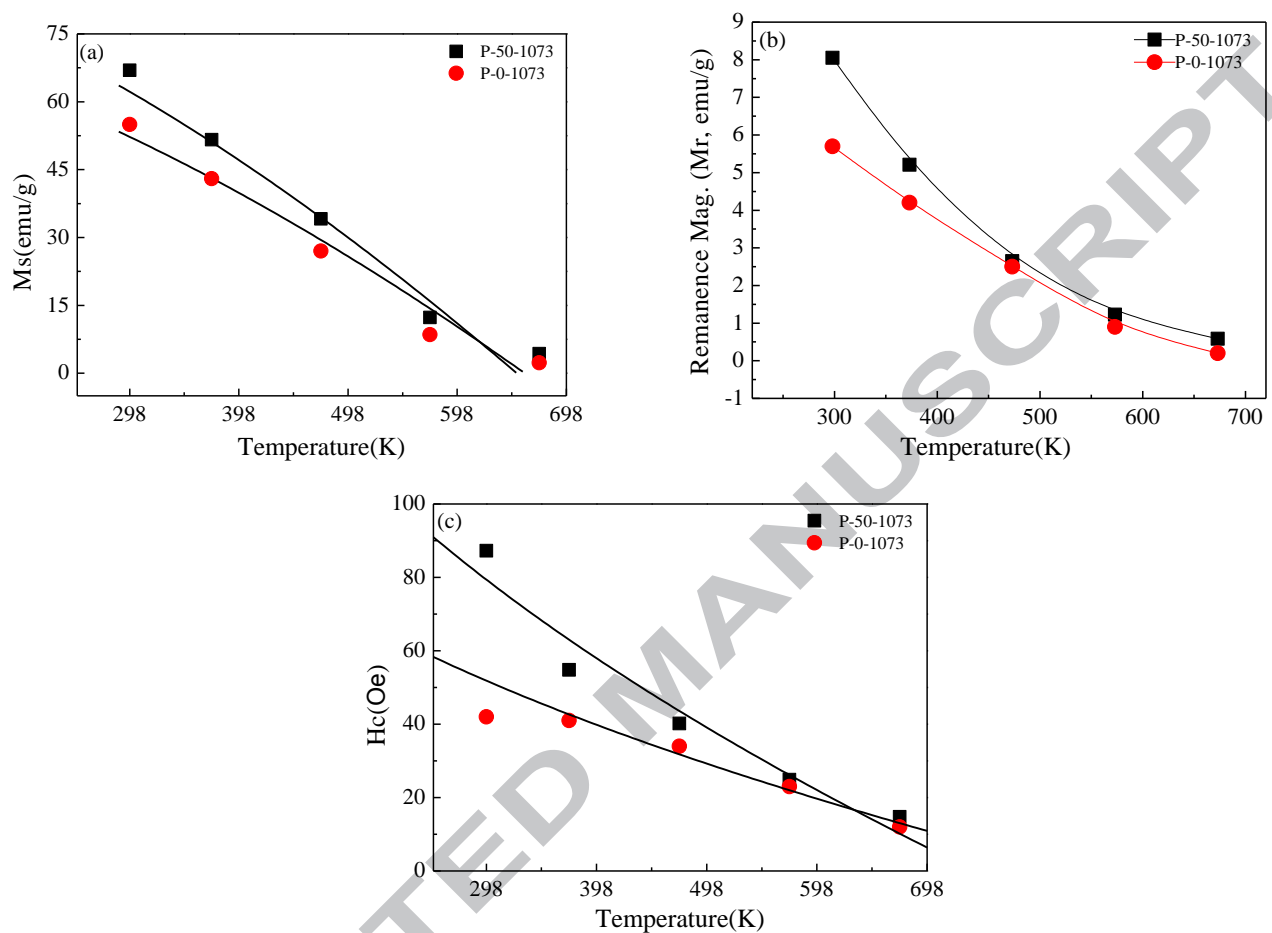 (a)
P-50-1073
P-0-1073
75
60
45
30
15
0
Ms(emu/g)
298 398 498 598 698
Temperature(K)
(b)
P-50-1073
P-0-1073
9
8
7
6
5
4
3
2
1
0
-1
Remanence Mag. (Mr, emu/g)
300 400 500 600 700
Temperature(K)
(c)
P-50-1073
P-0-1073
100
80
60
40
20
0
Hc(Oe)
298 398 498 598 698
Temperature(K)
TED MANUSCRIPT